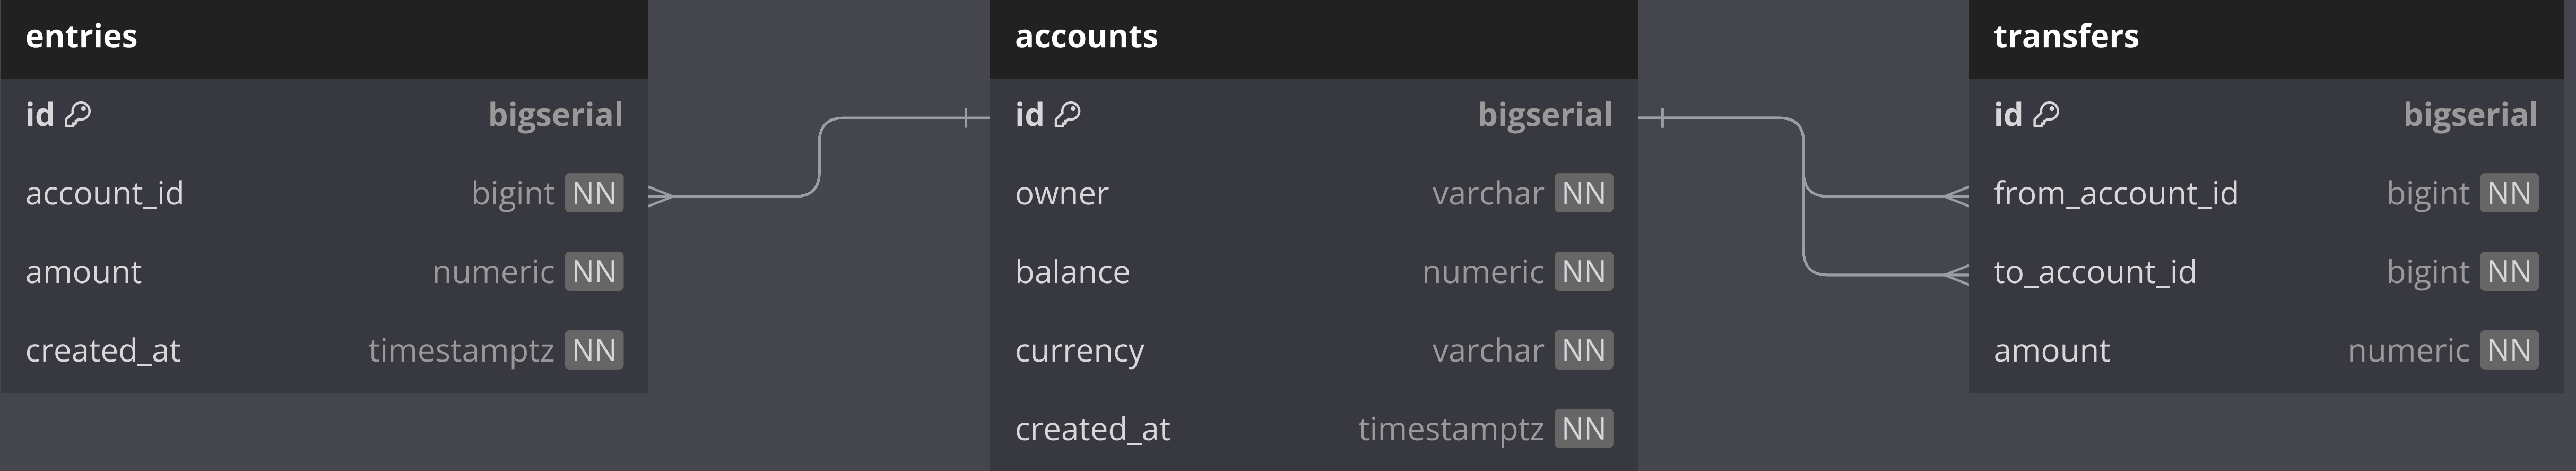 entries
id bigserial
account_id bigint NN
amount numeric NN
created_at timestamptz NN
accounts
id bigserial
owner varchar NN
balance numeric NN
currency varchar NN
created_at timestamptz NN
transfers
id bigserial
from_account_id bigint NN
to_account_id bigint NN
amount numeric NN